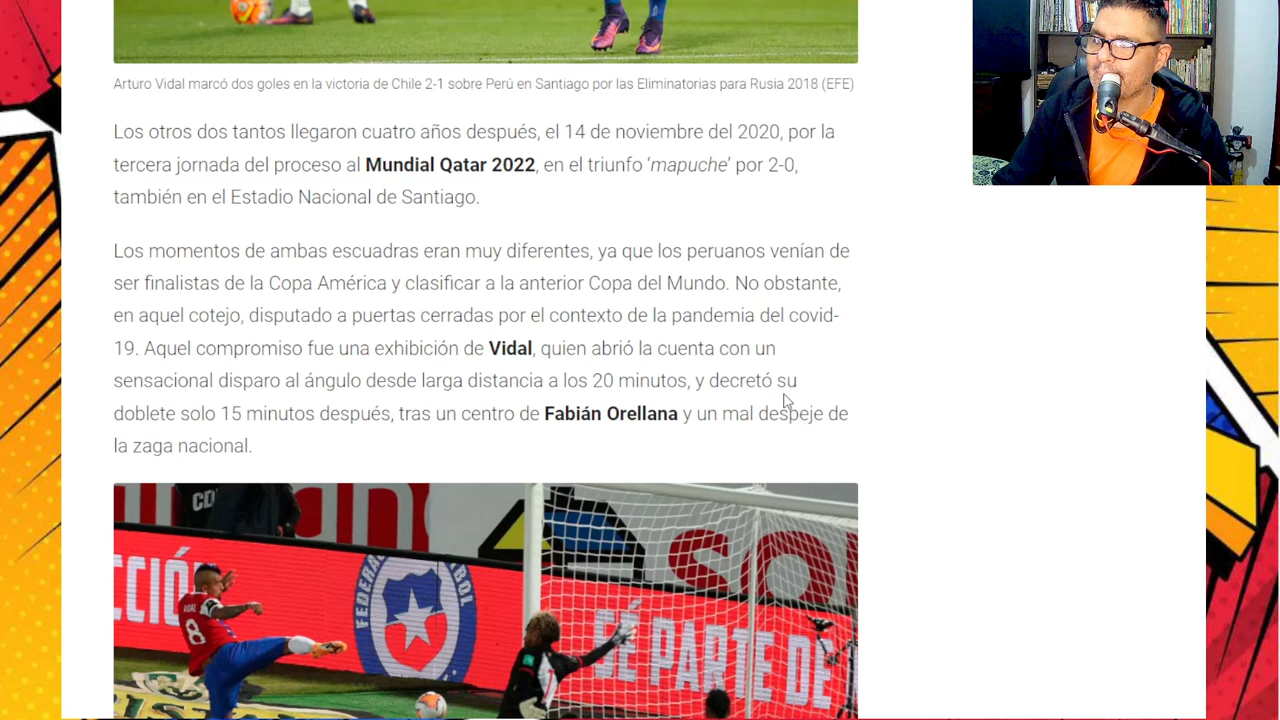 Arturo Vidal marcó dos goles en la victoria de Chile 2-1 sobre Perú en Santiago por las Eliminatorias para Rusia 2018 (EFE)
Los otros dos tantos llegaron cuatro años después, el 14 de noviembre del 2020, por la
tercera jornada del proceso al Mundial Qatar 2022, en el triunfo ‘mapuche’ por 2-0,
también en el Estadio Nacional de Santiago.
Los momentos de ambas escuadras eran muy diferentes, ya que los peruanos venían de
ser finalistas de la Copa América y clasificar a la anterior Copa del Mundo. No obstante,
en aquel cotejo, disputado a puertas cerradas por el contexto de la pandemia del covid-
19. Aquel compromiso fue una exhibición de Vidal, quien abrió la cuenta con un
sensacional disparo al ángulo desde larga distancia a los 20 minutos, y decretó su
doblete solo 15 minutos después, tras un centro de Fabián Orellana y un mal despeje de
la zaga nacional.
CD
CCIÓN
VIDAL
8
SÉ PARTE DE